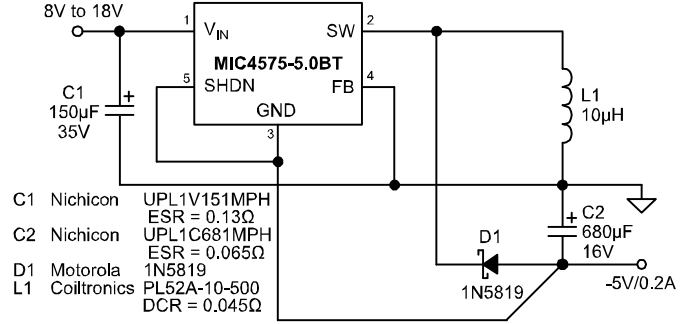 8V to 18V
1
VIN
SW
2
MIC4575-5.0BT
5
SHDN
FB
4
GND
3
C1
150µF
35V
+
L1
10µH
C1 Nichicon UPL1V151MPH
ESR = 0.13Ω
C2 Nichicon UPL1C681MPH
ESR = 0.065Ω
D1 Motorola 1N5819
L1 Coiltronics PL52A-10-500
DCR = 0.045Ω
+
C2
680µF
16V
D1
1N5819
-5V/0.2A